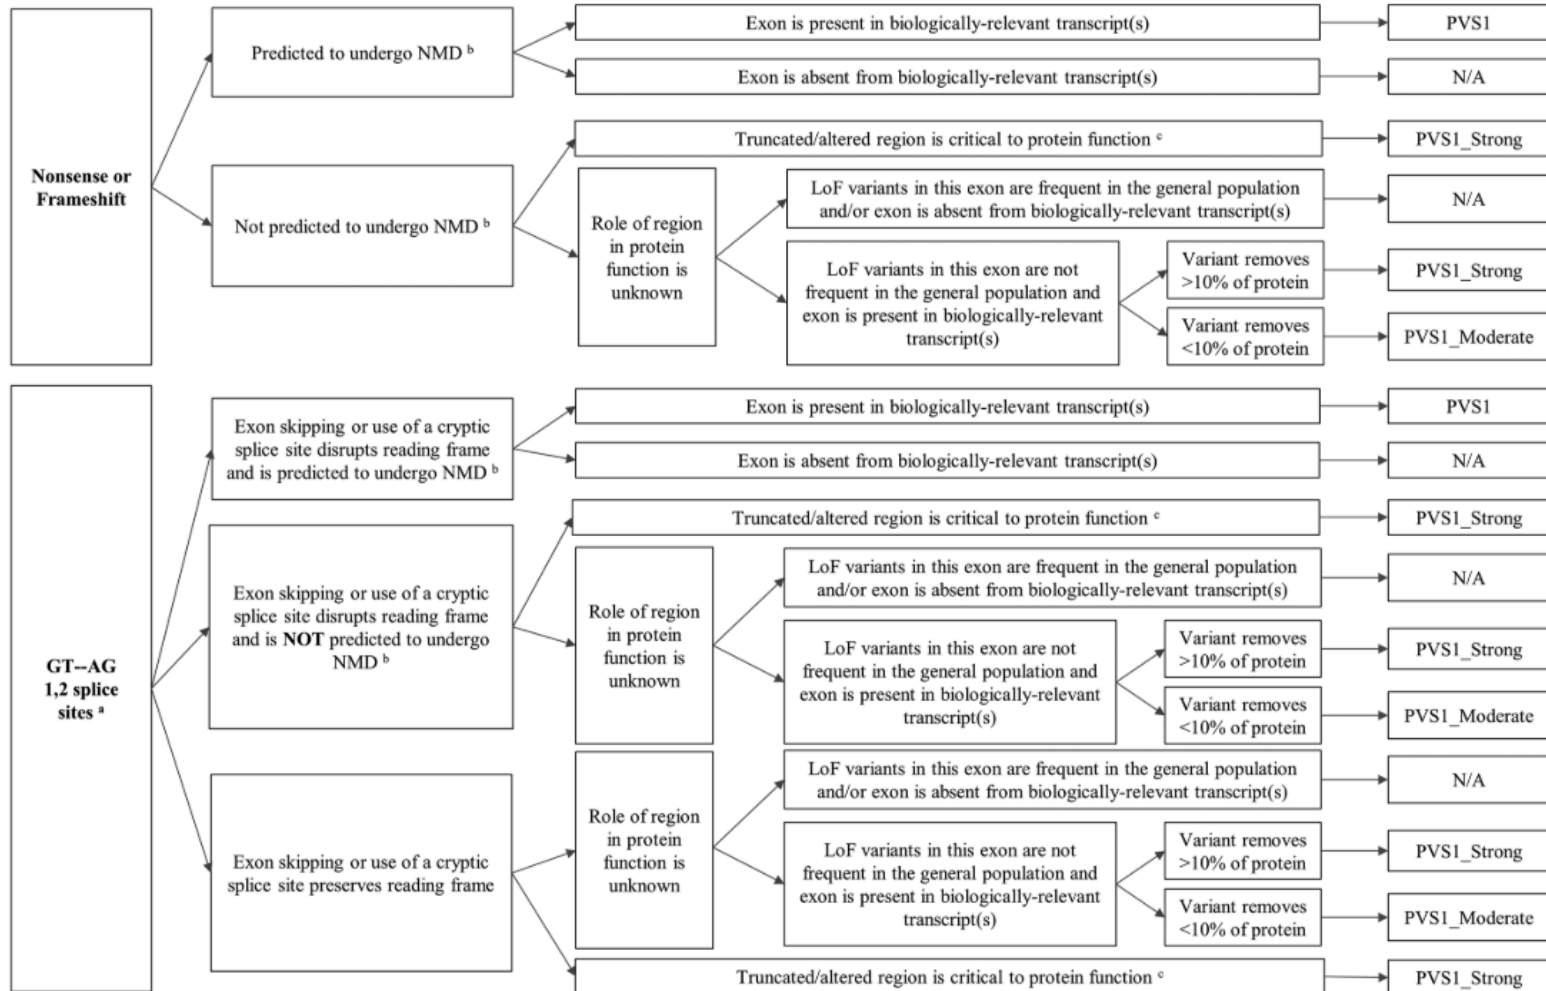 Nonsense or
Frameshift
Predicted to undergo NMD b
Exon is present in biologically-relevant transcript(s)
PVS1
Exon is absent from biologically-relevant transcript(s)
N/A
Not predicted to undergo NMD b
Truncated/altered region is critical to protein function c
PVS1_Strong
Role of region
in protein
function is
unknown
LoF variants in this exon are frequent in the general population
and/or exon is absent from biologically-relevant transcript(s)
N/A
LoF variants in this exon are not
frequent in the general population and
exon is present in biologically-relevant
transcript(s)
Variant removes
>10% of protein
PVS1_Strong
Variant removes
<10% of protein
PVS1_Moderate
GT--AG
1,2 splice
sites a
Exon skipping or use of a cryptic
splice site disrupts reading frame
and is predicted to undergo NMD b
Exon is present in biologically-relevant transcript(s)
PVS1
Exon is absent from biologically-relevant transcript(s)
N/A
Exon skipping or use of a cryptic
splice site disrupts reading frame
and is NOT predicted to undergo
NMD b
Truncated/altered region is critical to protein function c
PVS1_Strong
Role of region
in protein
function is
unknown
LoF variants in this exon are frequent in the general population
and/or exon is absent from biologically-relevant transcript(s)
N/A
LoF variants in this exon are not
frequent in the general population and
exon is present in biologically-relevant
transcript(s)
Variant removes
>10% of protein
PVS1_Strong
Variant removes
<10% of protein
PVS1_Moderate
Exon skipping or use of a cryptic
splice site preserves reading frame
Role of region
in protein
function is
unknown
LoF variants in this exon are frequent in the general population
and/or exon is absent from biologically-relevant transcript(s)
N/A
LoF variants in this exon are not
frequent in the general population and
exon is present in biologically-relevant
transcript(s)
Variant removes
>10% of protein
PVS1_Strong
Variant removes
<10% of protein
PVS1_Moderate
Truncated/altered region is critical to protein function c
PVS1_Strong